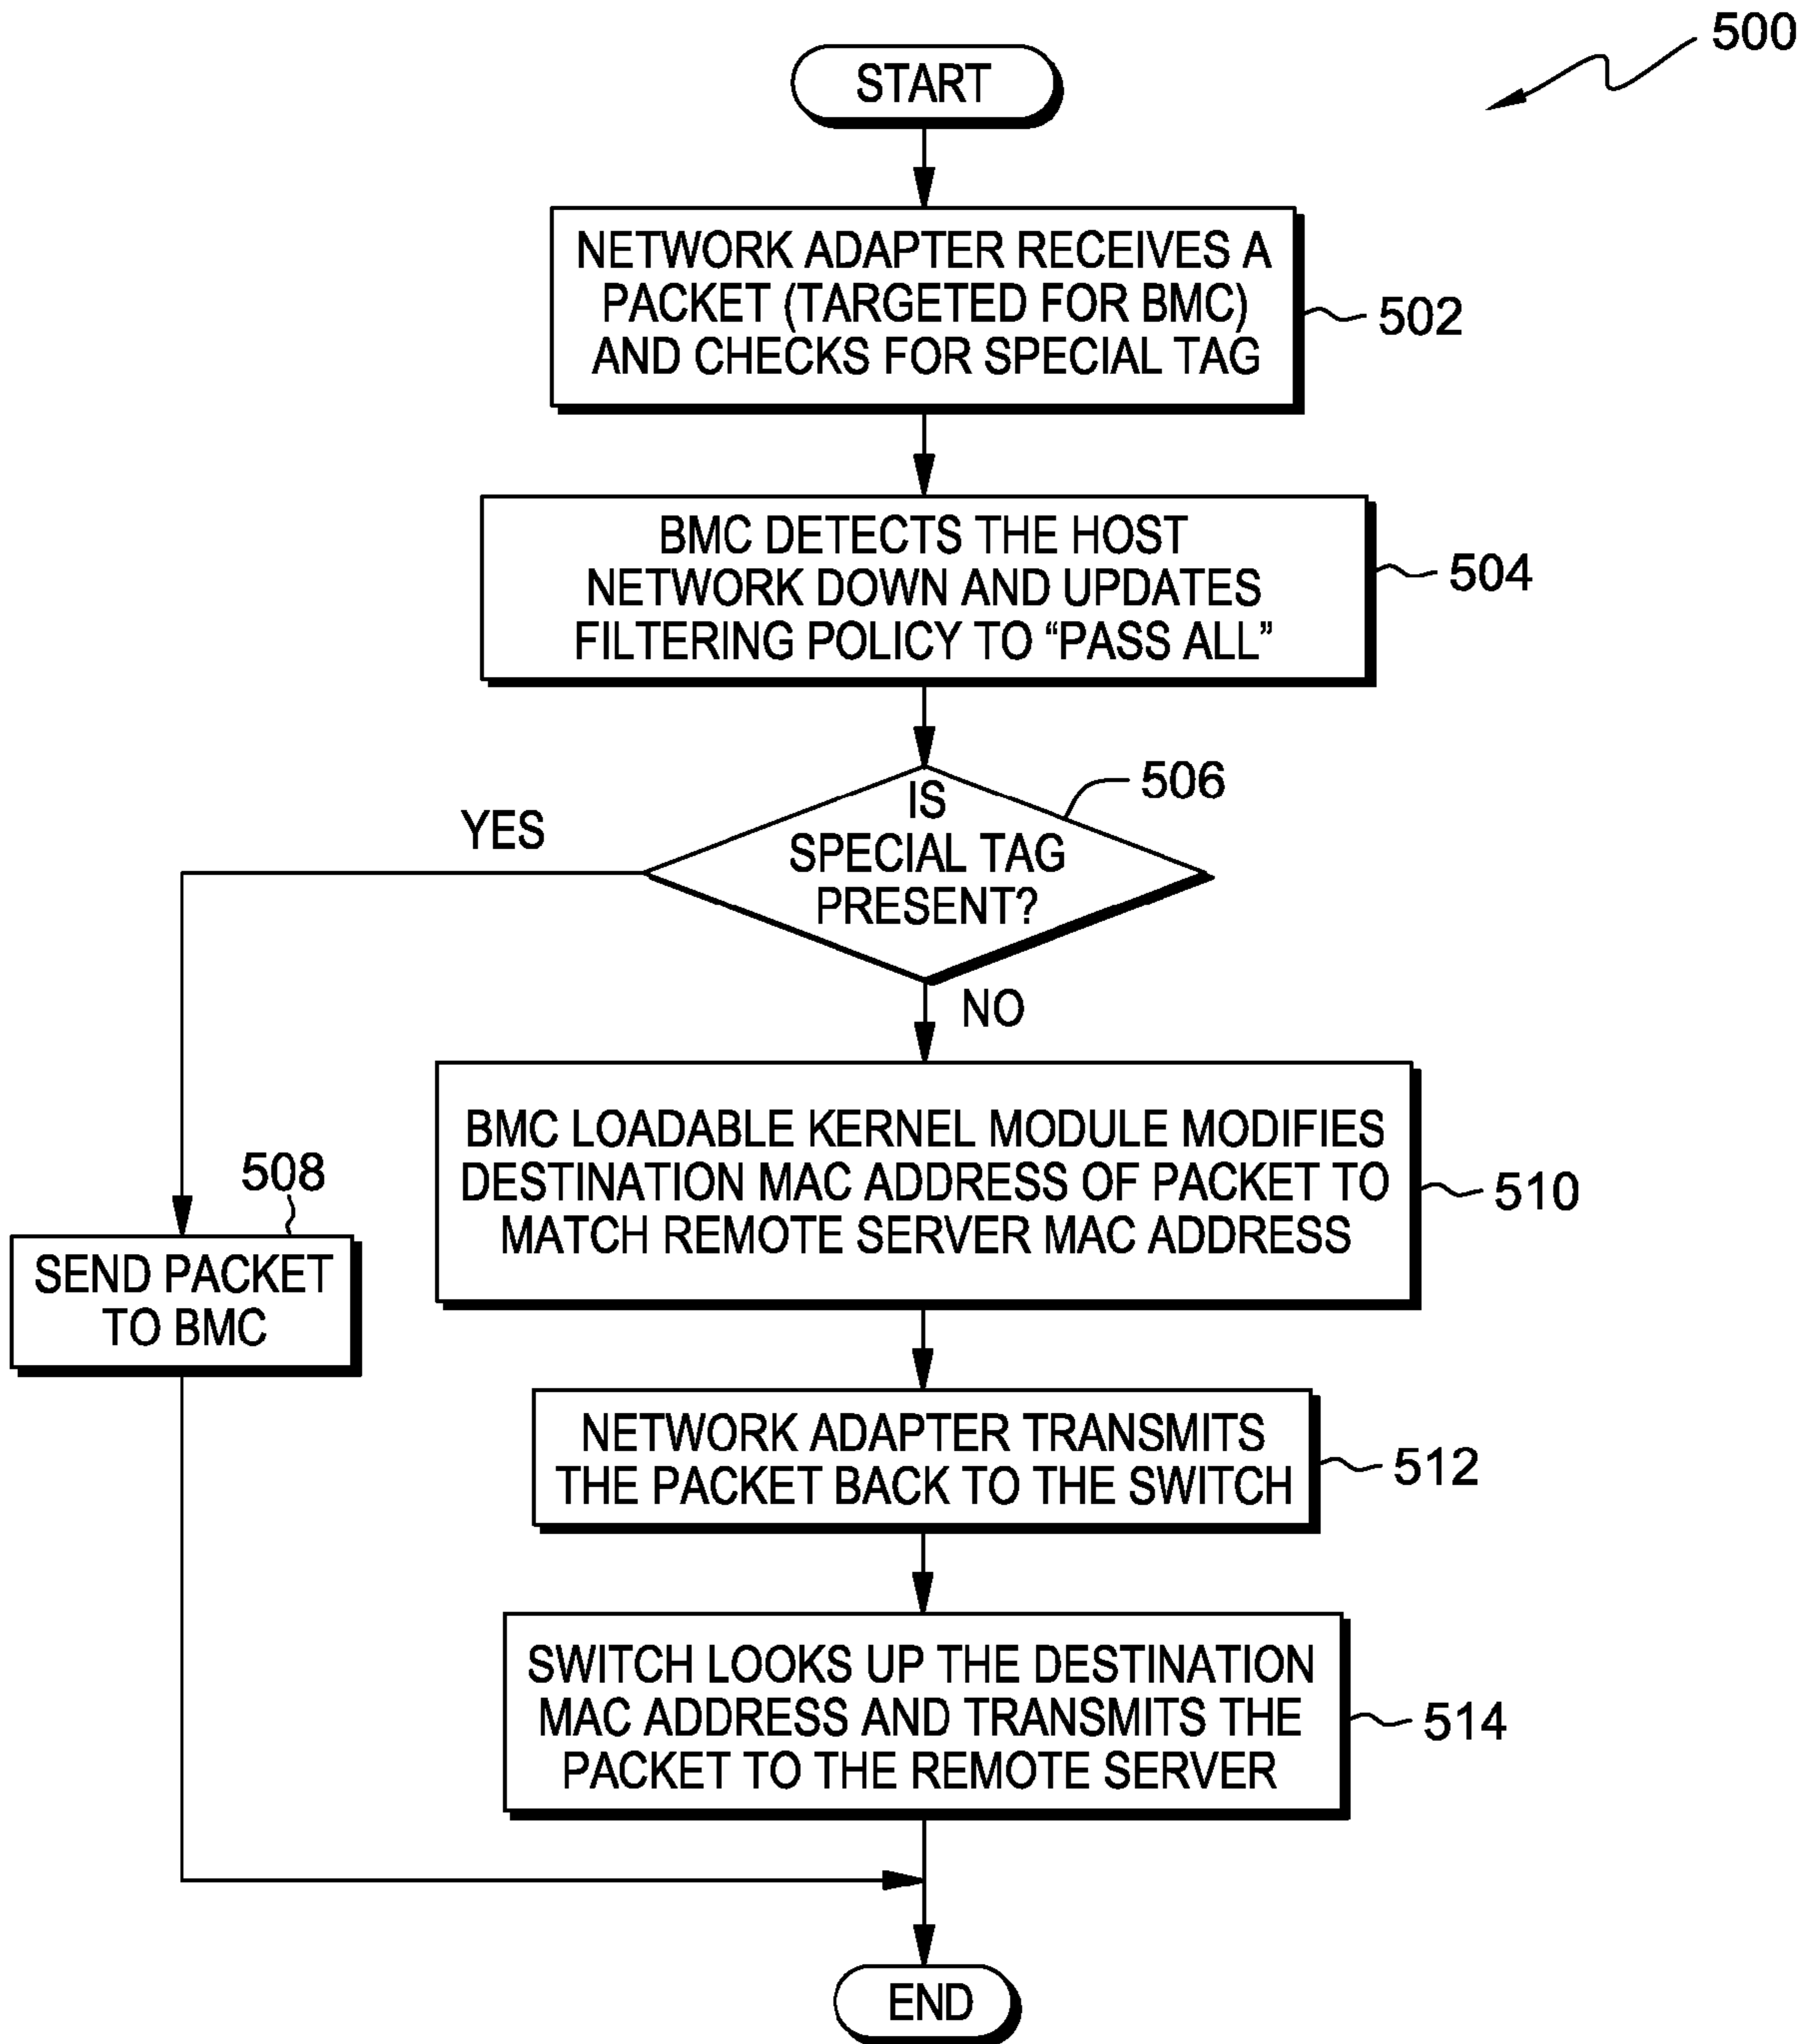 500
START
NETWORK ADAPTER RECEIVES A
PACKET (TARGETED FOR BMC)
AND CHECKS FOR SPECIAL TAG
502
BMC DETECTS THE HOST
NETWORK DOWN AND UPDATES
FILTERING POLICY TO “PASS ALL”
504
IS
SPECIAL TAG
PRESENT?
506
YES
NO
508
SEND PACKET
TO BMC
BMC LOADABLE KERNEL MODULE MODIFIES
DESTINATION MAC ADDRESS OF PACKET TO
MATCH REMOTE SERVER MAC ADDRESS
510
NETWORK ADAPTER TRANSMITS
THE PACKET BACK TO THE SWITCH
512
SWITCH LOOKS UP THE DESTINATION
MAC ADDRESS AND TRANSMITS THE
PACKET TO THE REMOTE SERVER
514
END